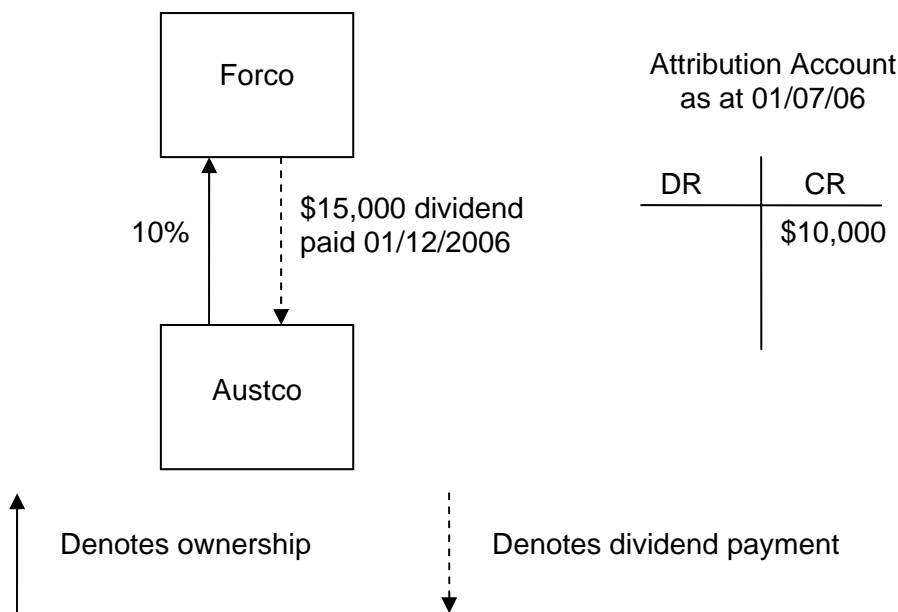 Forco
Attribution Account
as at 01/07/06
DR
CR
$10,000
10%
$15,000 dividend
paid 01/12/2006
Austco
Denotes ownership
Denotes dividend payment